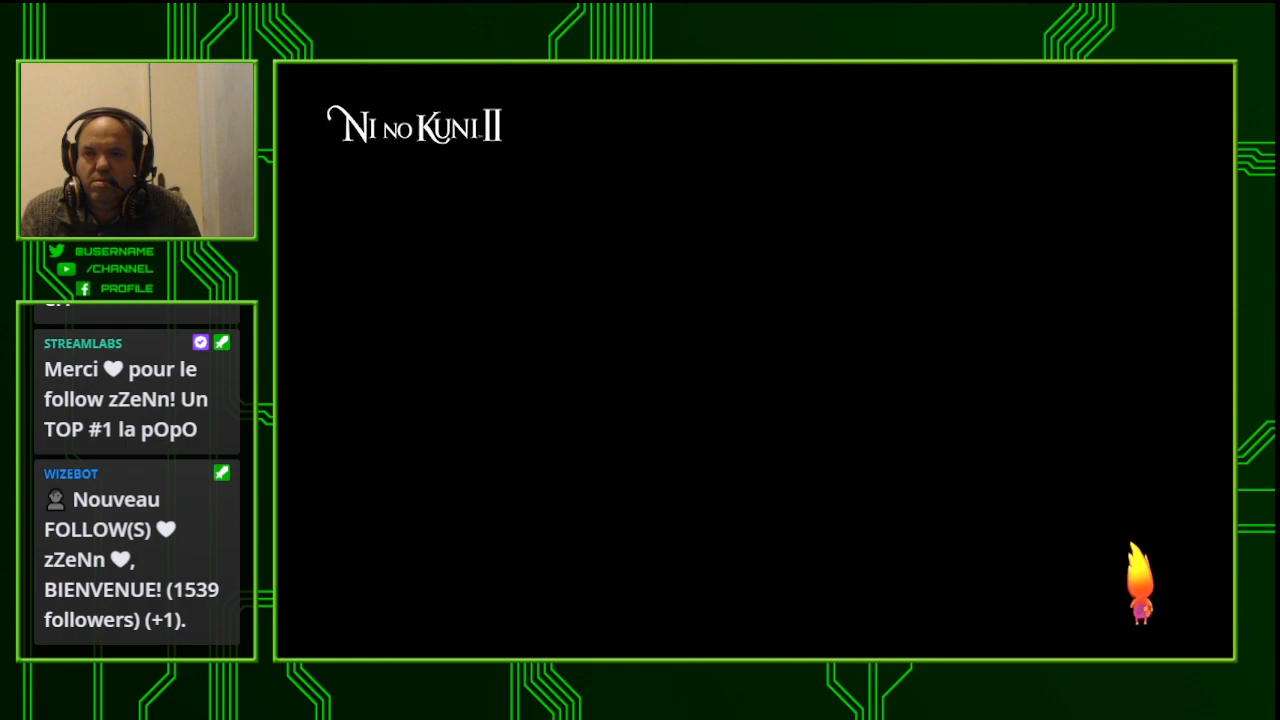 NI NO KUNI II
@USERNAME
/CHANNEL
PROFILE
STREAMLABS
Merci 🤍 pour le
follow zZeNn! Un
TOP #1 la pOpO
WIZEBOT
Nouveau
FOLLOW(S) 🤍
zZeNn 🤍,
BIENVENUE! (1539
followers) (+1).